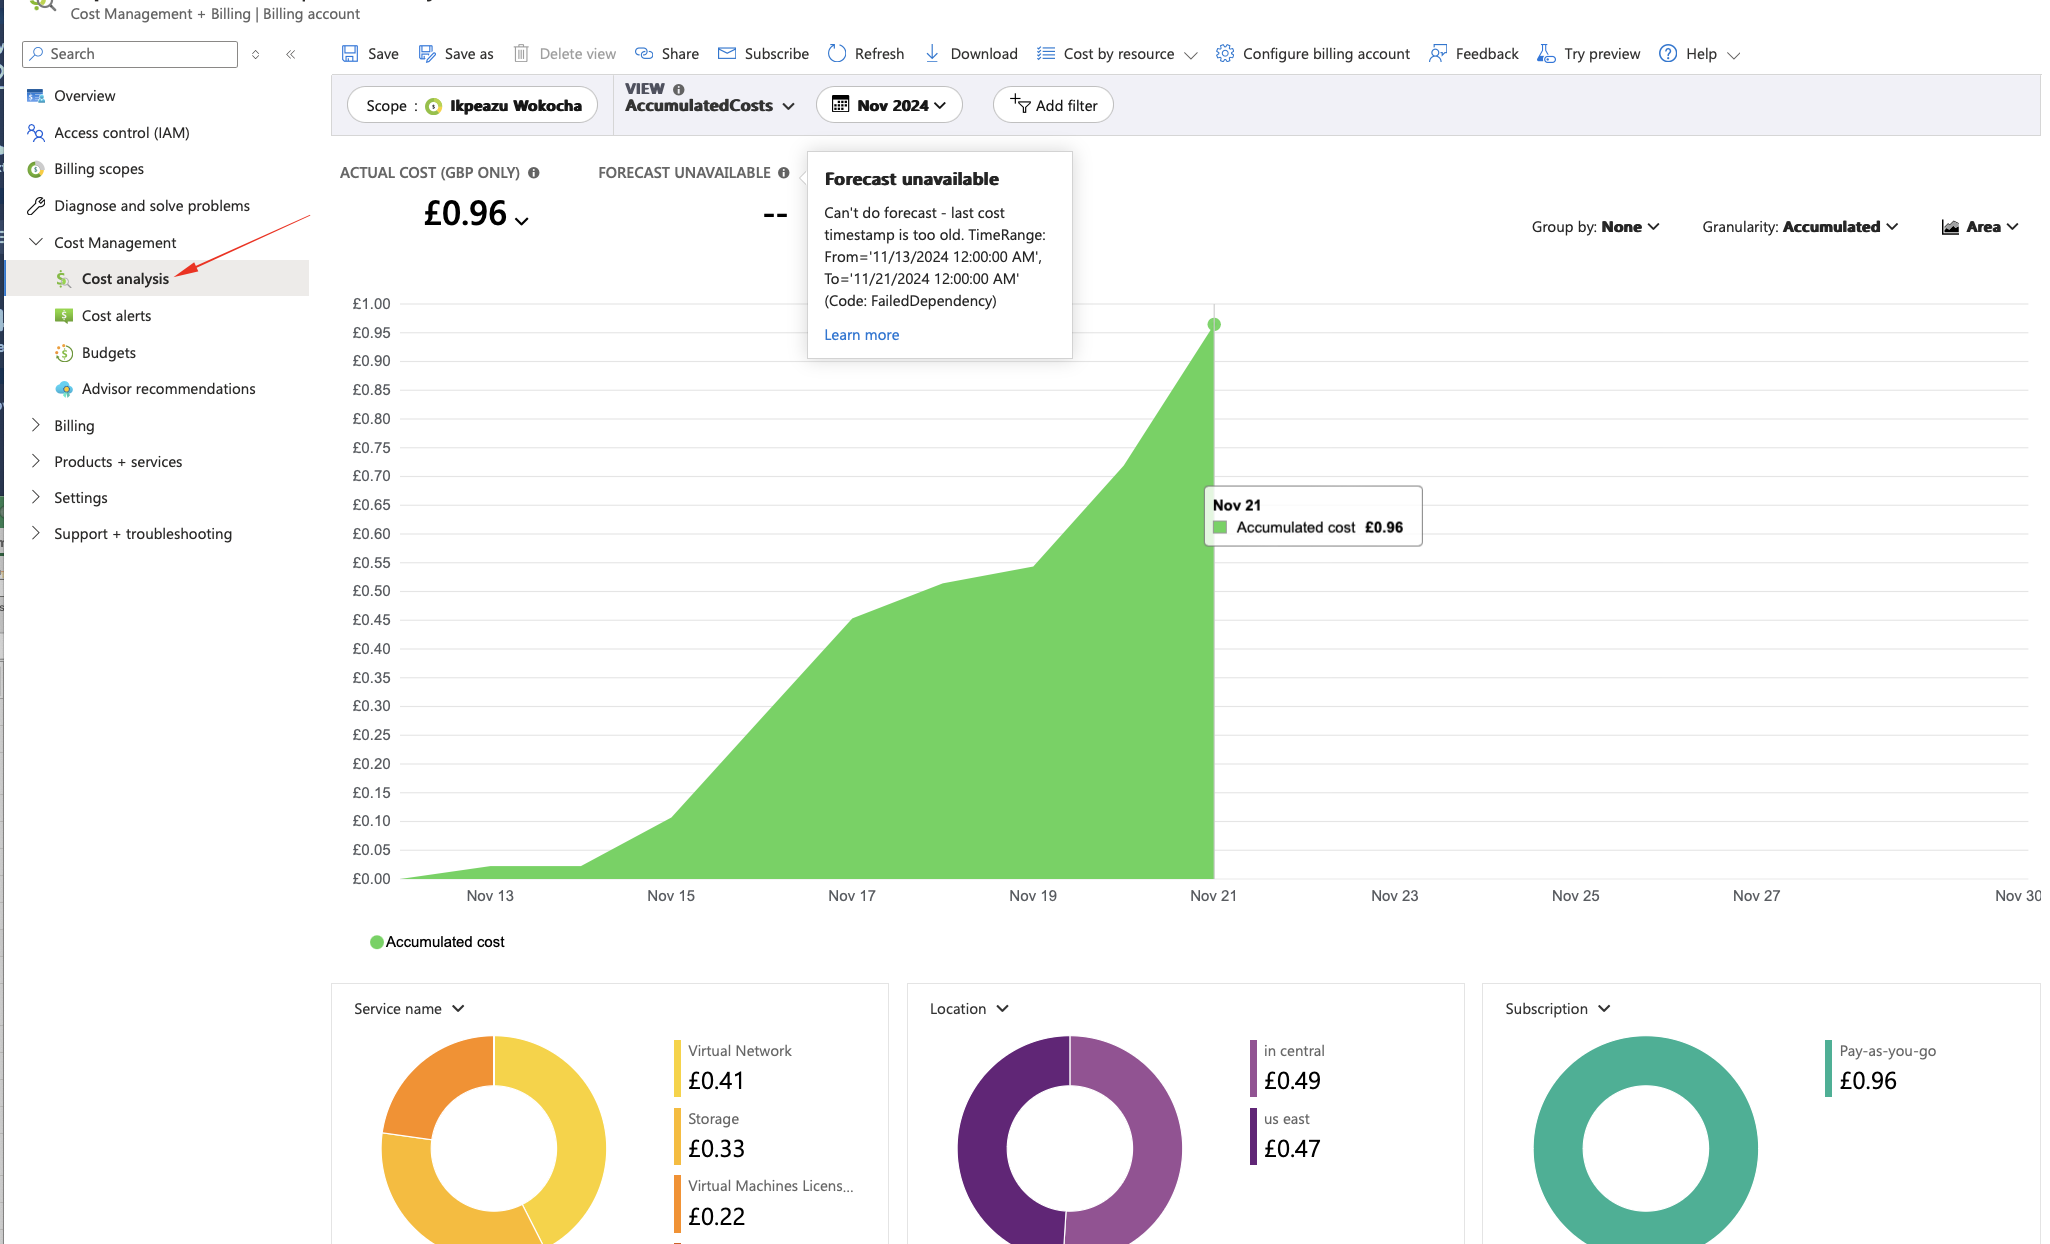 Cost Management + Billing | Billing account
Search
Save
Save as
Delete view
Share
Subscribe
Refresh
Download
Cost by resource
Configure billing account
Feedback
Try preview
Help
Overview
Access control (IAM)
Billing scopes
Diagnose and solve problems
Cost Management
Cost analysis
Cost alerts
Budgets
Advisor recommendations
Billing
Products + services
Settings
Support + troubleshooting
Scope : Ikpeazu Wokocha
VIEW
AccumulatedCosts
Nov 2024
Add filter
ACTUAL COST (GBP ONLY)
£0.96
FORECAST UNAVAILABLE
--
Forecast unavailable
Can't do forecast - last cost
timestamp is too old. TimeRange:
From='11/13/2024 12:00:00 AM',
To='11/21/2024 12:00:00 AM'
(Code: FailedDependency)
Learn more
Group by: None
Granularity: Accumulated
Area
£1.00
£0.95
£0.90
£0.85
£0.80
£0.75
£0.70
£0.65
£0.60
£0.55
£0.50
£0.45
£0.40
£0.35
£0.30
£0.25
£0.20
£0.15
£0.10
£0.05
£0.00
Nov 21
Accumulated cost £0.96
Nov 13
Nov 15
Nov 17
Nov 19
Nov 21
Nov 23
Nov 25
Nov 27
Nov 30
Accumulated cost
Service name
Virtual Network
£0.41
Storage
£0.33
Virtual Machines Licens...
£0.22
Location
in central
£0.49
us east
£0.47
Subscription
Pay-as-you-go
£0.96